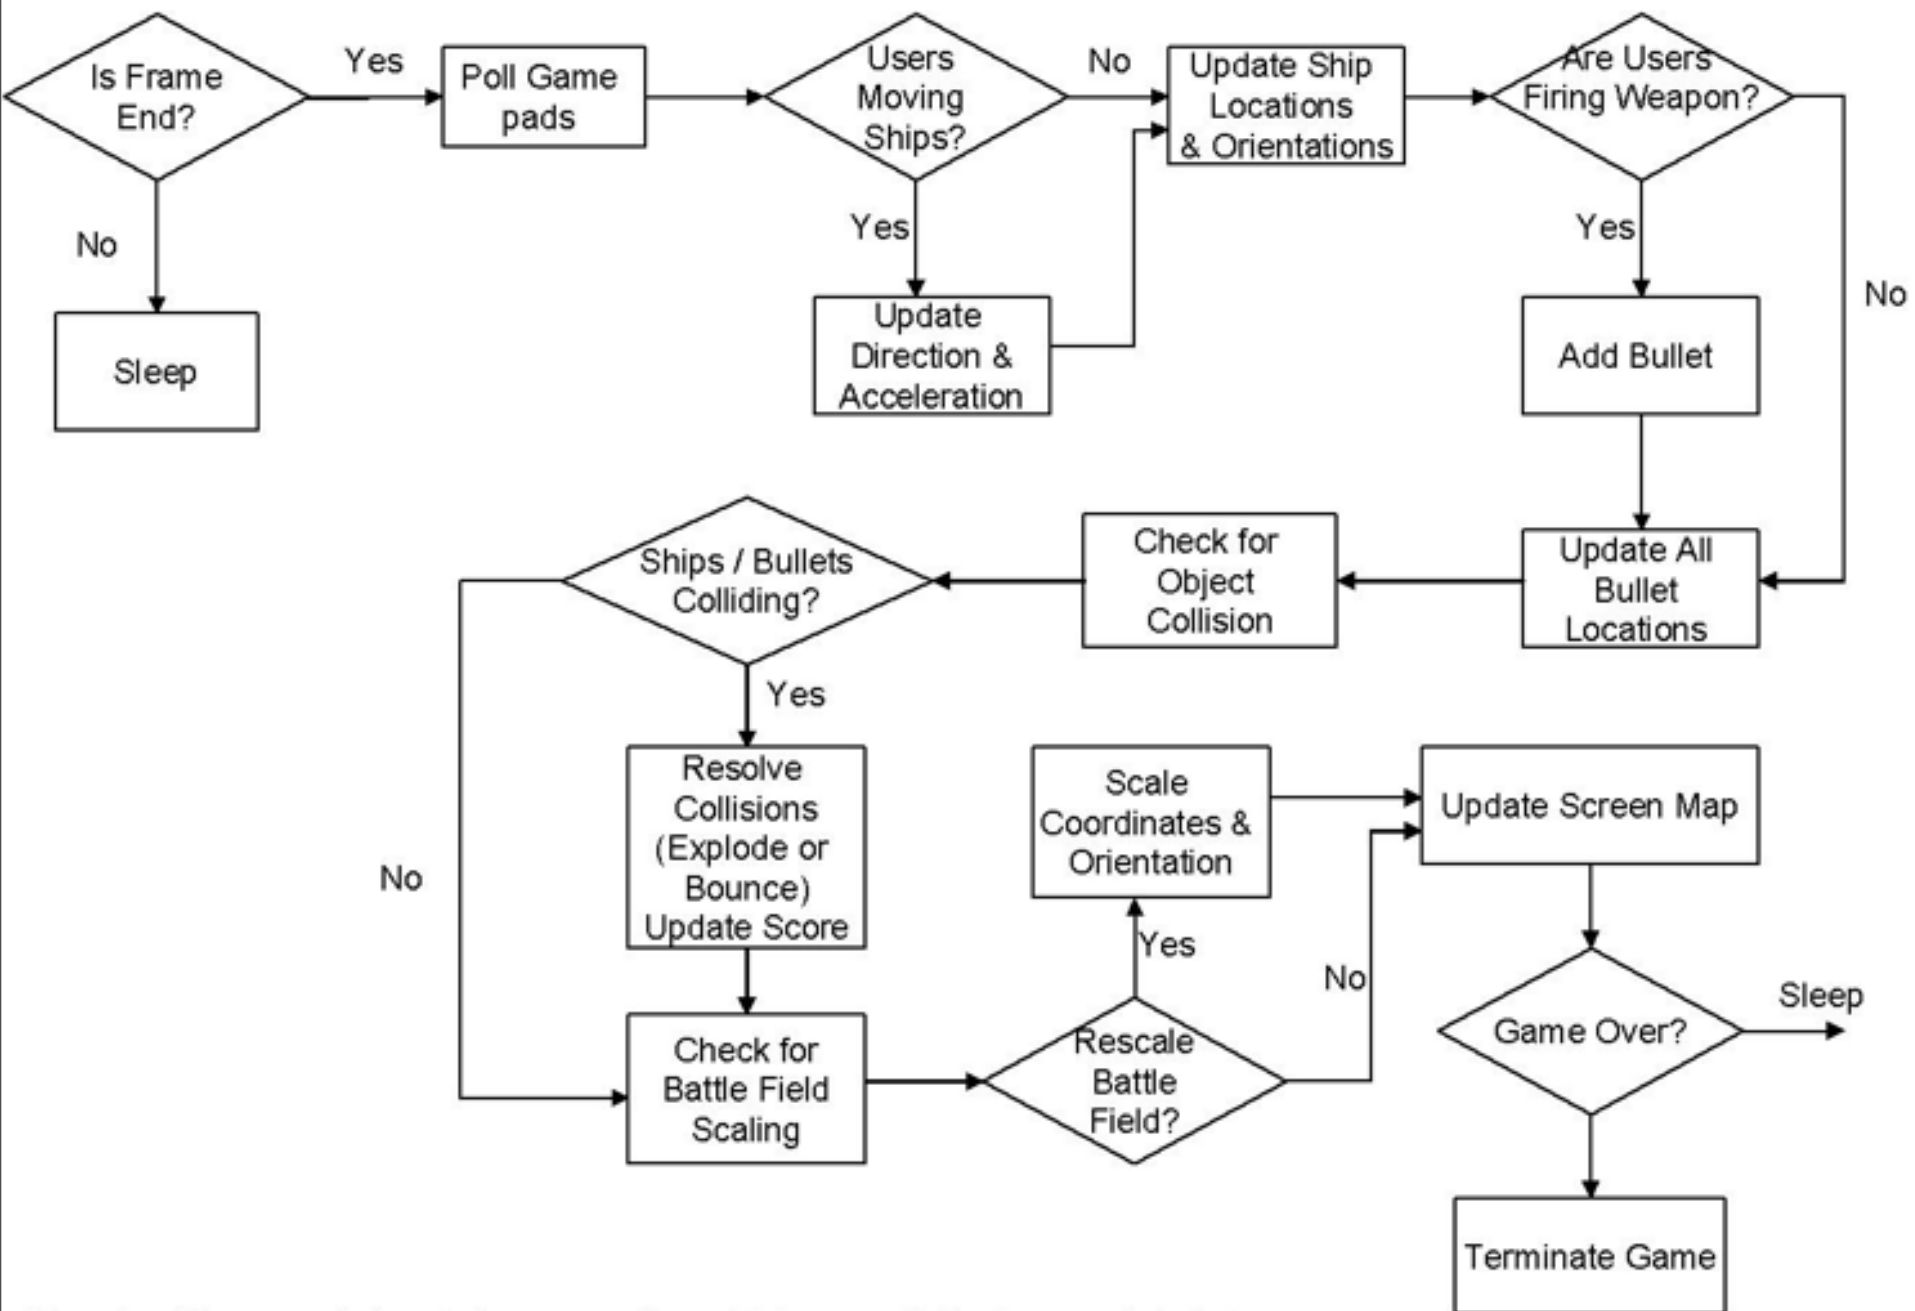 Is Frame
End?
Yes
Poll Game
pads
Users
Moving
Ships?
No
Update Ship
Locations
& Orientations
Are Users
Firing Weapon?
No
Sleep
Yes
Update
Direction &
Acceleration
Yes
Add Bullet
No
Ships / Bullets
Colliding?
Check for
Object
Collision
Update All
Bullet
Locations
Yes
Resolve
Collisions
(Explode or
Bounce)
Update Score
No
Scale
Coordinates &
Orientation
Update Screen Map
Yes
No
Check for
Battle Field
Scaling
Rescale
Battle
Field?
Game Over?
Sleep
Terminate Game